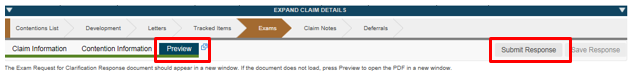 EXPAND CLAIM DETAILS
Contentions List Development Letters Tracked Items Exams Claim Notes Deferrals
Claim Information Contention Information Preview Submit Response Save Response
The Exam Request for Clarification Response document should appear in a new window. If the document does not load, press Preview to open the PDF in a new window.